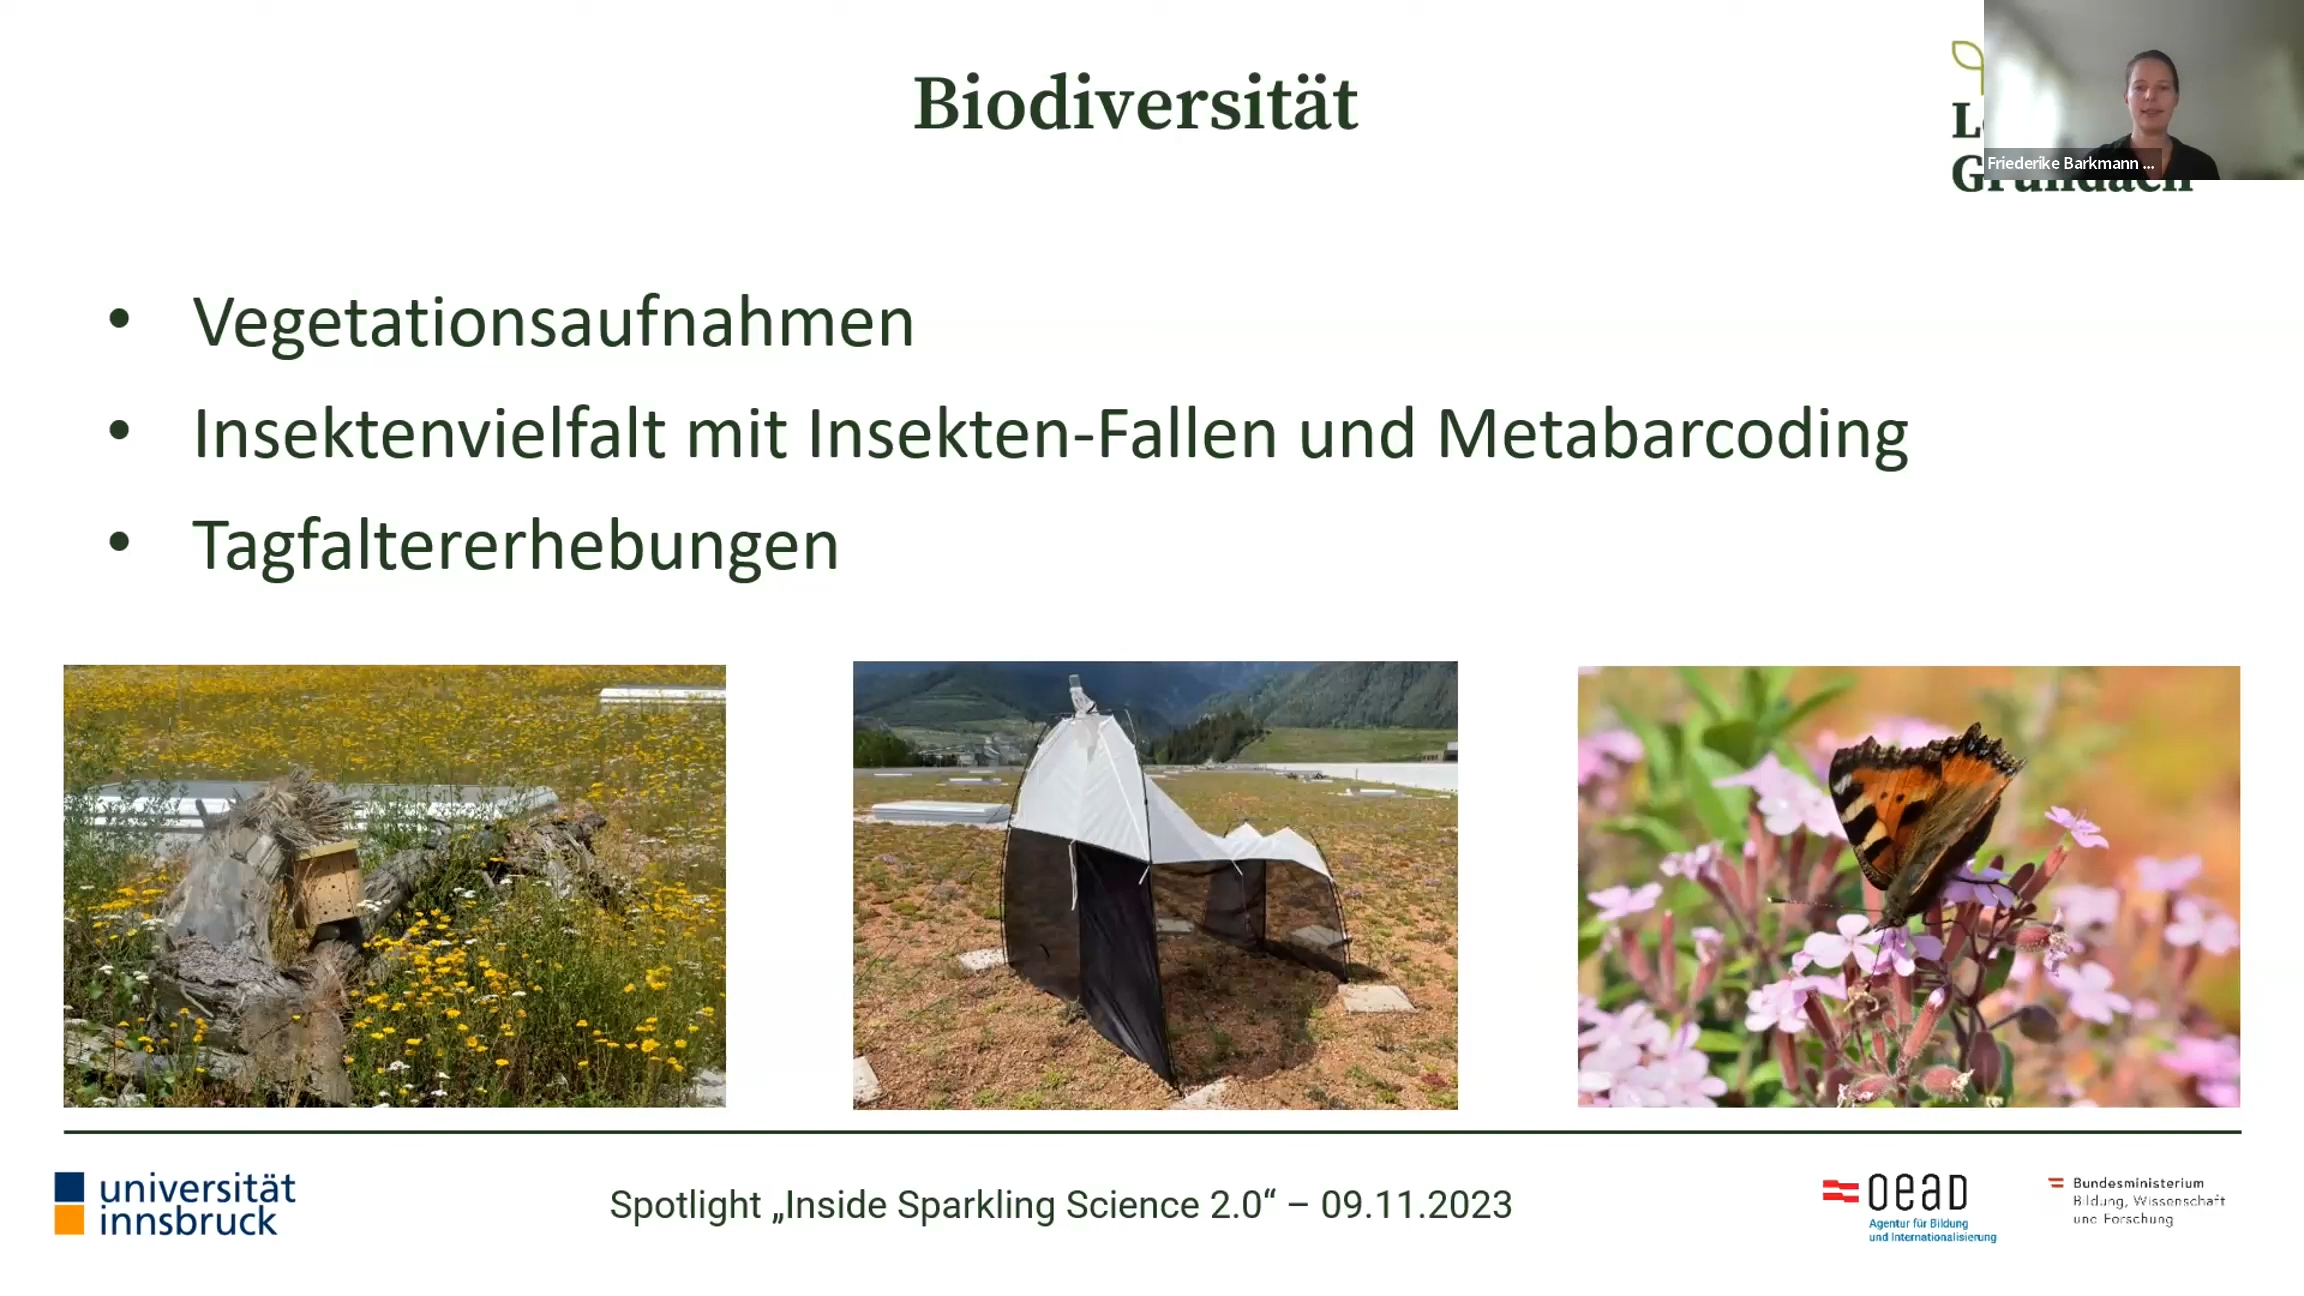 Biodiversität
Friederike Barkmann ...
• Vegetationsaufnahmen
• Insektenvielfalt mit Insekten-Fallen und Metabarcoding
• Tagfaltererhebungen
universität
innsbruck
Spotlight „Inside Sparkling Science 2.0“ – 09.11.2023
OeAD
Agentur für Bildung
und Internationalisierung
Bundesministerium
Bildung, Wissenschaft
und Forschung